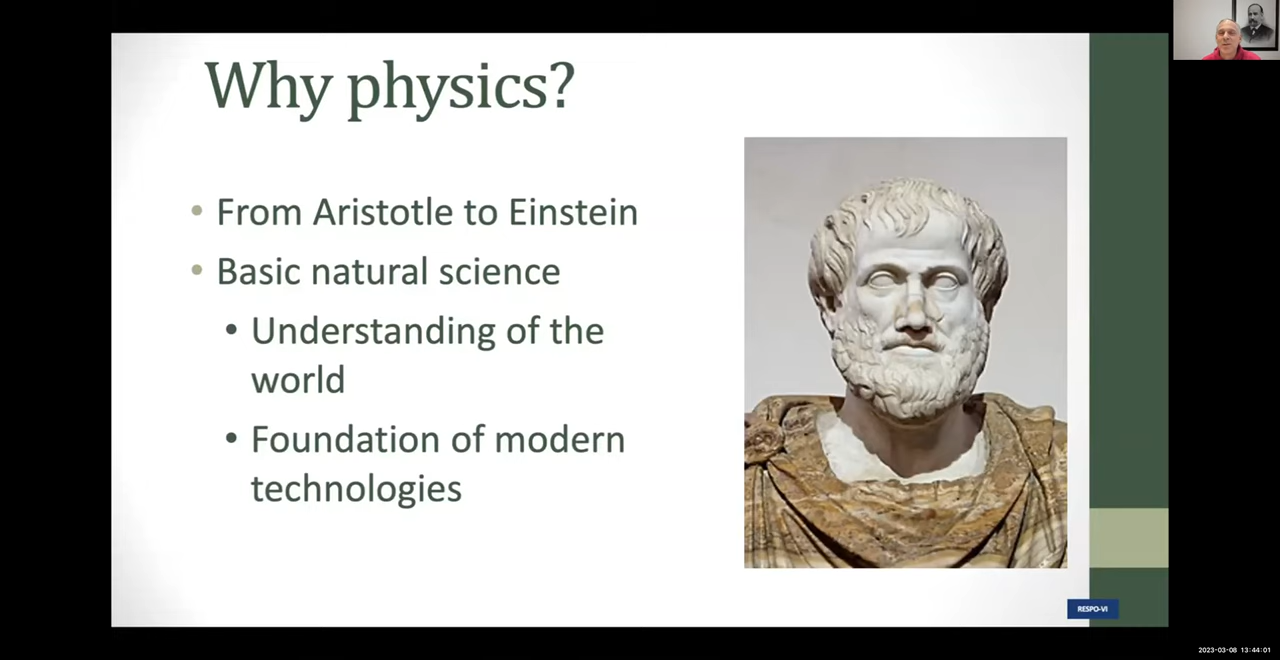 Why physics?
• From Aristotle to Einstein
• Basic natural science
• Understanding of the
world
• Foundation of modern
technologies
RESPO-VI
2023-03-08 13:44:01